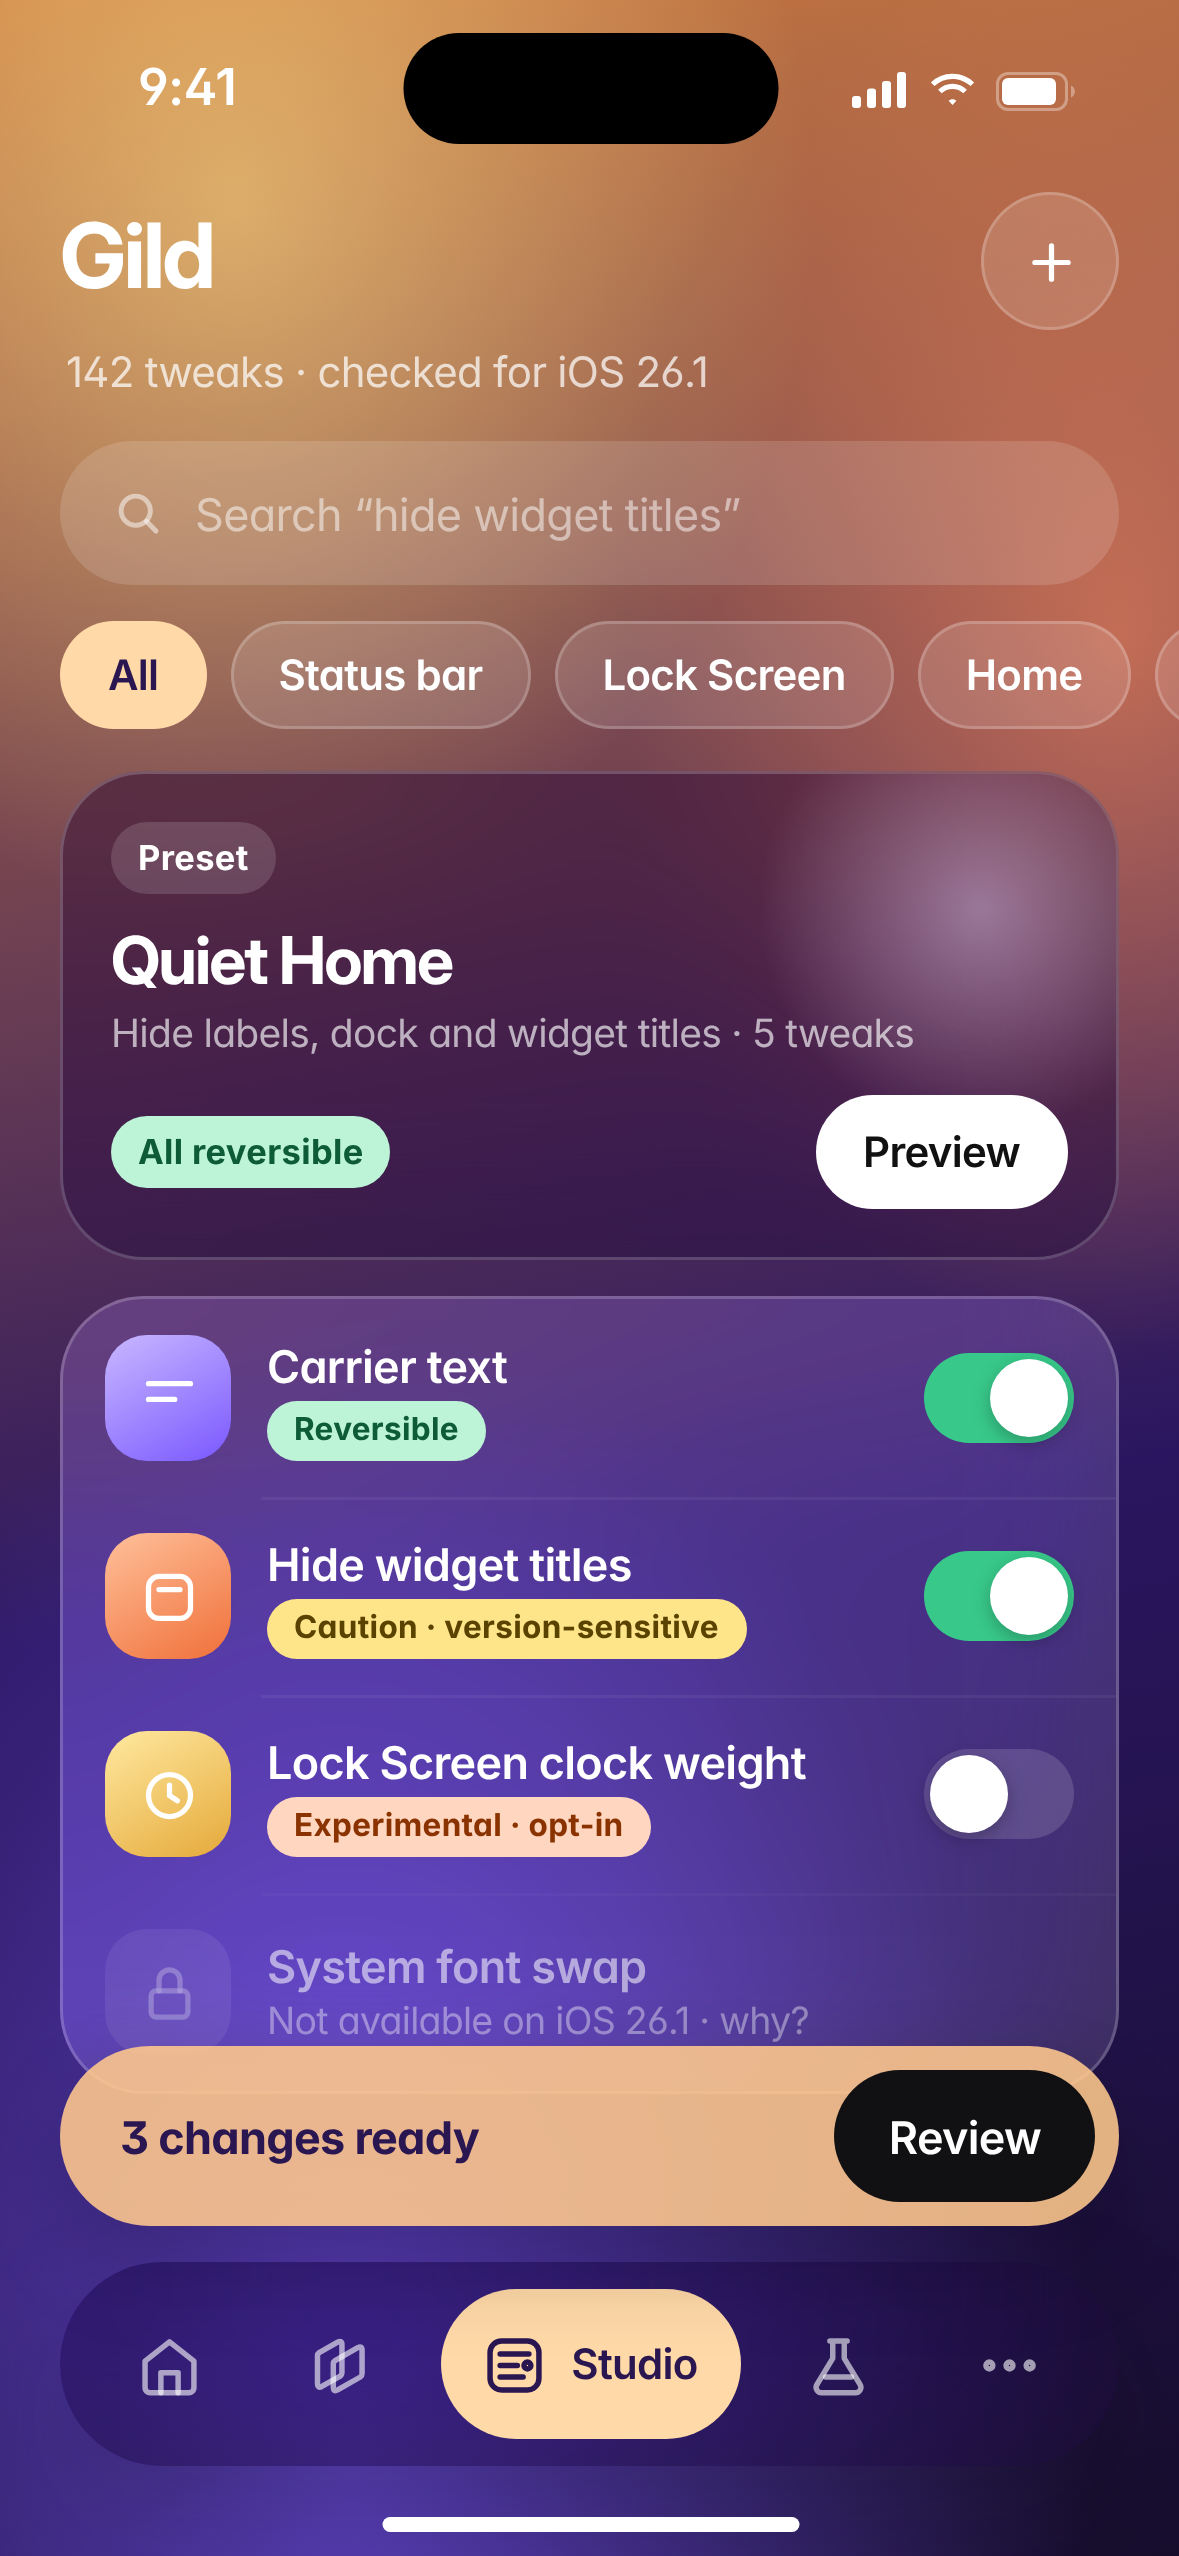 9:41
Gild
142 tweaks · checked for iOS 26.1
Search “hide widget titles”
All
Status bar
Lock Screen
Home
Preset
Quiet Home
Hide labels, dock and widget titles · 5 tweaks
All reversible
Preview
Carrier text
Reversible
Hide widget titles
Caution · version-sensitive
Lock Screen clock weight
Experimental · opt-in
System font swap
Not available on iOS 26.1 · why?
3 changes ready
Review
Studio